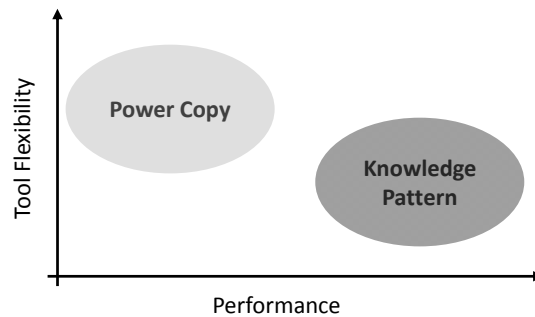 Tool Flexibility
Power Copy
Knowledge
Pattern
Performance